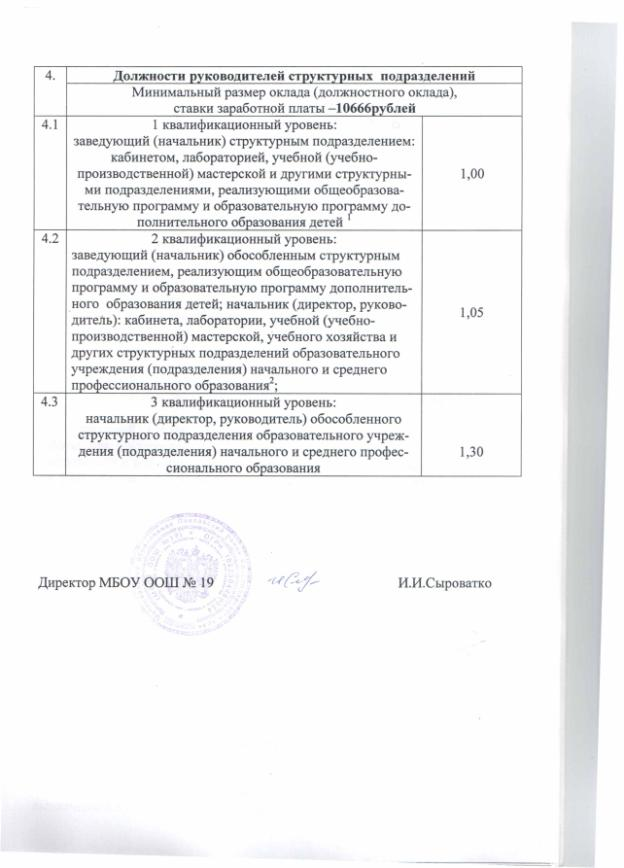 4. Должности руководителей структурных подразделений
Минимальный размер оклада (должностного оклада),
ставки заработной платы –10666рублей
4.1 1 квалификационный уровень:
заведующий (начальник) структурным подразделением:
кабинетом, лабораторией, учебной (учебно-
производственной) мастерской и другими структурны-
ми подразделениями, реализующими общеобразова-
тельную программу и образовательную программу до-
полнительного образования детей 1
1,00
4.2 2 квалификационный уровень:
заведующий (начальник) обособленным структурным
подразделением, реализующим общеобразовательную
программу и образовательную программу дополнитель-
ного образования детей; начальник (директор, руково-
дитель): кабинета, лаборатории, учебной (учебно-
производственной) мастерской, учебного хозяйства и
других структурных подразделений образовательного
учреждения (подразделения) начального и среднего
профессионального образования2;
1,05
4.3 3 квалификационный уровень:
начальник (директор, руководитель) обособленного
структурного подразделения образовательного учреж-
дения (подразделения) начального и среднего профес-
сионального образования
1,30
Директор МБОУ ООШ № 19 И.И.Сыроватко